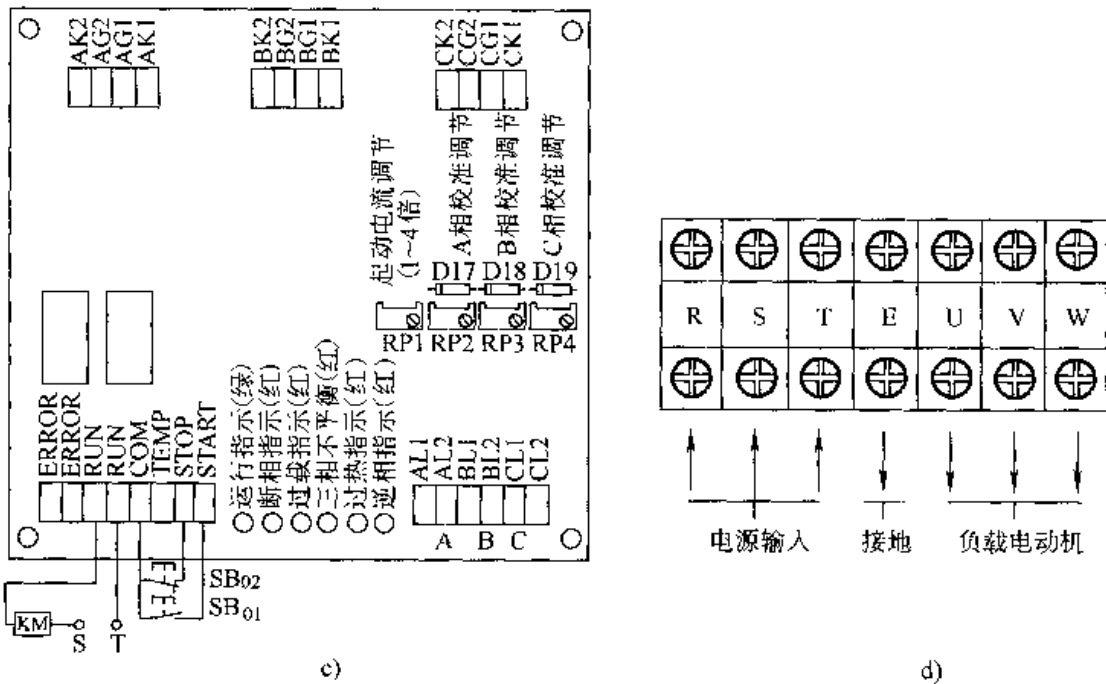 AK2
AG2
AG1
AK1
BK2
BG2
BG1
BK1
CK2
CG2
CG1
CK1
起动电流调节
(1~4倍)
A相校准调节
B相校准调节
C相校准调节
D17 D18 D19
RP1 RP2 RP3 RP4
ERROR
ERROR
RUN
RUN
COM
TEMP
STOP
START
运行指示(绿)
断相指示(红)
过载指示(红)
三相不平衡(红)
过热指示(红)
逆相指示(红)
AL1
AL2
BL1
BL2
CL1
CL2
A B C
SB02
SB01
KM
S T
c)
R S T E U V W
电源输入 接地 负载电动机
d)